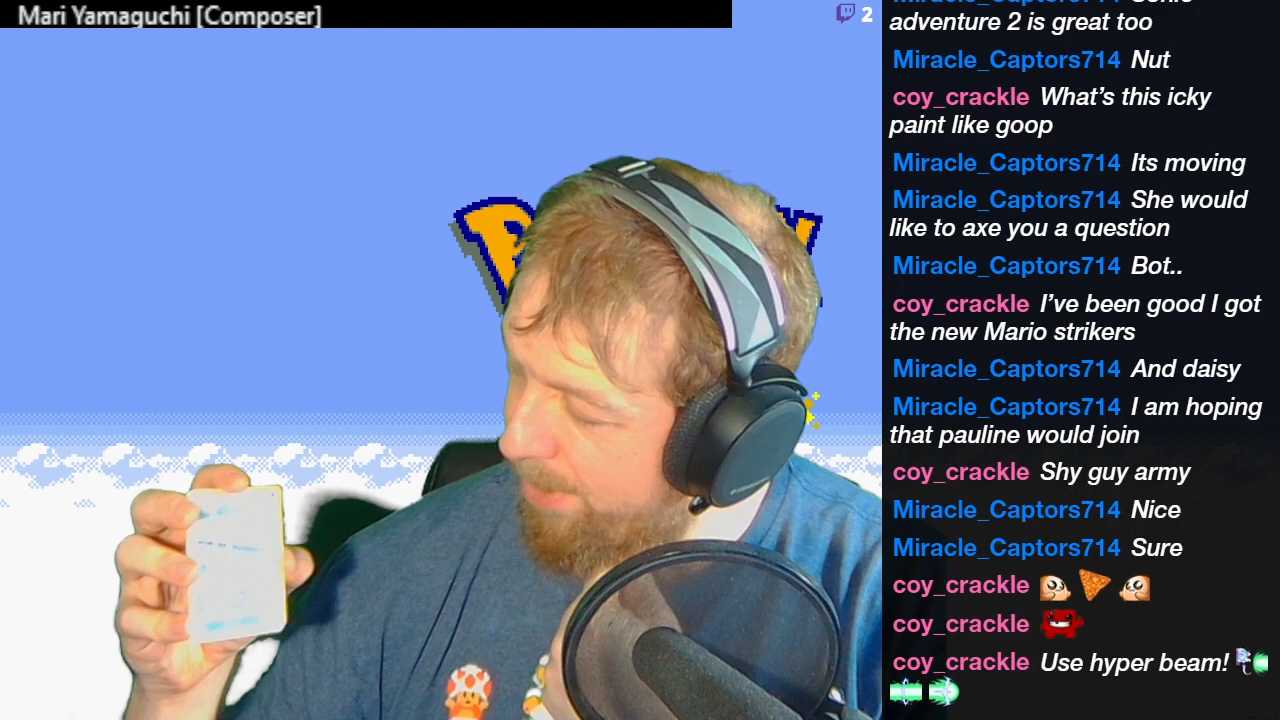 Mari Yamaguchi [Composer]
2
adventure 2 is great too
Miracle_Captors714 Nut
coy_crackle What's this icky
paint like goop
Miracle_Captors714 Its moving
Miracle_Captors714 She would
like to axe you a question
Miracle_Captors714 Bot..
coy_crackle I've been good I got
the new Mario strikers
Miracle_Captors714 And daisy
Miracle_Captors714 I am hoping
that pauline would join
coy_crackle Shy guy army
Miracle_Captors714 Nice
Miracle_Captors714 Sure
coy_crackle
coy_crackle
coy_crackle Use hyper beam!